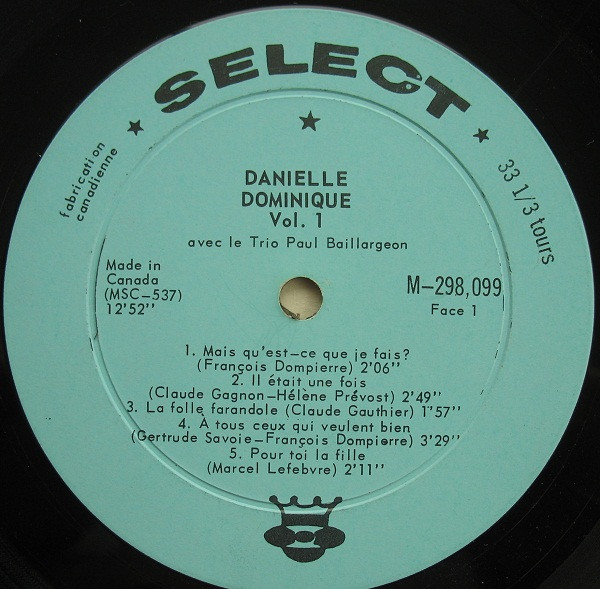 SELECT
fabrication
canadienne
33 1/3 tours
DANIELLE
DOMINIQUE
Vol. 1
avec le Trio Paul Baillargeon
Made in
Canada
(MSC-537)
12'52"
M-298,099
Face 1
1. Mais qu'est-ce que je fais?
(François Dompierre) 2'06"
2. Il était une fois
(Claude Gagnon-Hélène Prévost) 2'49"
3. La folle farandole (Claude Gauthier) 1'57"
4. À tous ceux qui veulent bien
(Gertrude Savoie-François Dompierre) 3'29"
5. Pour toi la fille
(Marcel Lefebvre) 2'11"